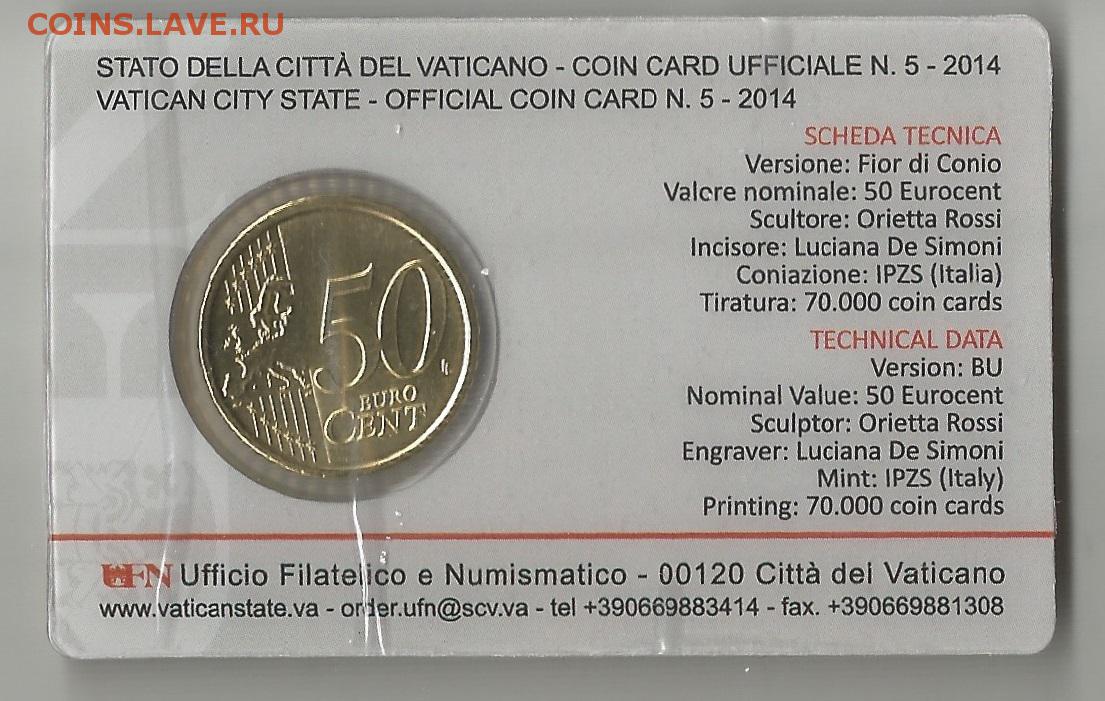 COINS.LAVE.RU
STATO DELLA CITTÀ DEL VATICANO - COIN CARD UFFICIALE N. 5 - 2014
VATICAN CITY STATE - OFFICIAL COIN CARD N. 5 - 2014
SCHEDA TECNICA
Versione: Fior di Conio
Valore nominale: 50 Eurocent
Scultore: Orietta Rossi
Incisore: Luciana De Simoni
Coniazione: IPZS (Italia)
Tiratura: 70.000 coin cards
TECHNICAL DATA
Version: BU
Nominal Value: 50 Eurocent
Sculptor: Orietta Rossi
Engraver: Luciana De Simoni
Mint: IPZS (Italy)
Printing: 70.000 coin cards
50
EURO
CENT
UFN Ufficio Filatelico e Numismatico - 00120 Città del Vaticano
www.vaticanstate.va - order.ufn@scv.va - tel +390669883414 - fax. +390669881308